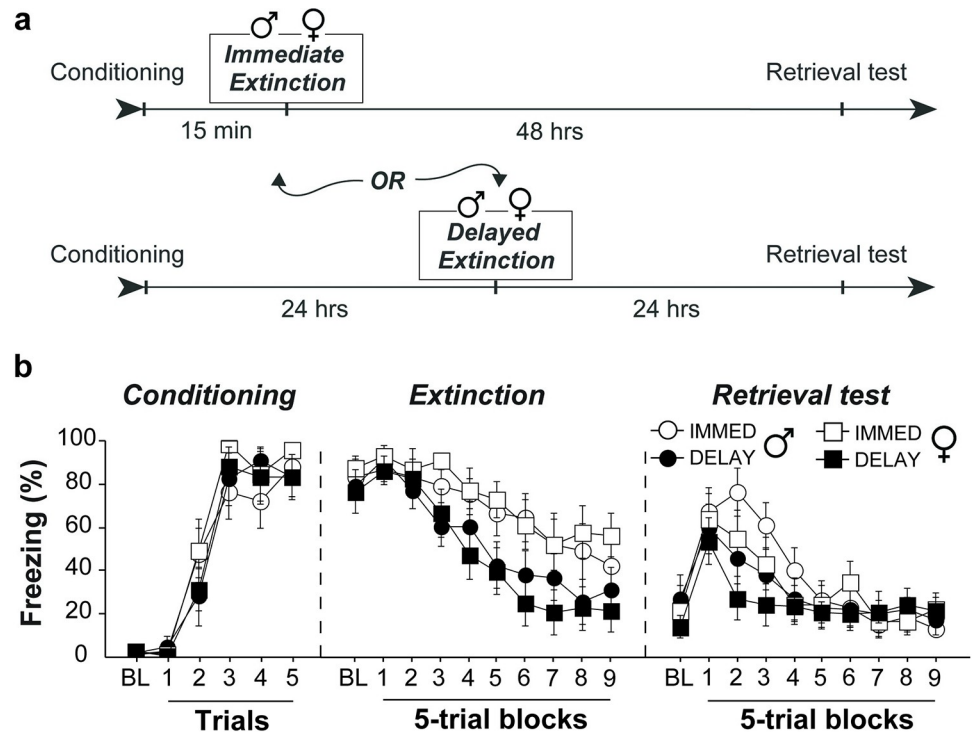 a
♂ ♀
Immediate
Extinction
Conditioning
Retrieval test
15 min
48 hrs
OR
♂ ♀
Delayed
Extinction
Conditioning
Retrieval test
24 hrs
24 hrs
b
Conditioning
Extinction
Retrieval test
IMMED ♂ IMMED ♀
DELAY DELAY
Freezing (%)
100
80
60
40
20
0
BL 1 2 3 4 5
BL 1 2 3 4 5 6 7 8 9
BL 1 2 3 4 5 6 7 8 9
Trials
5-trial blocks
5-trial blocks